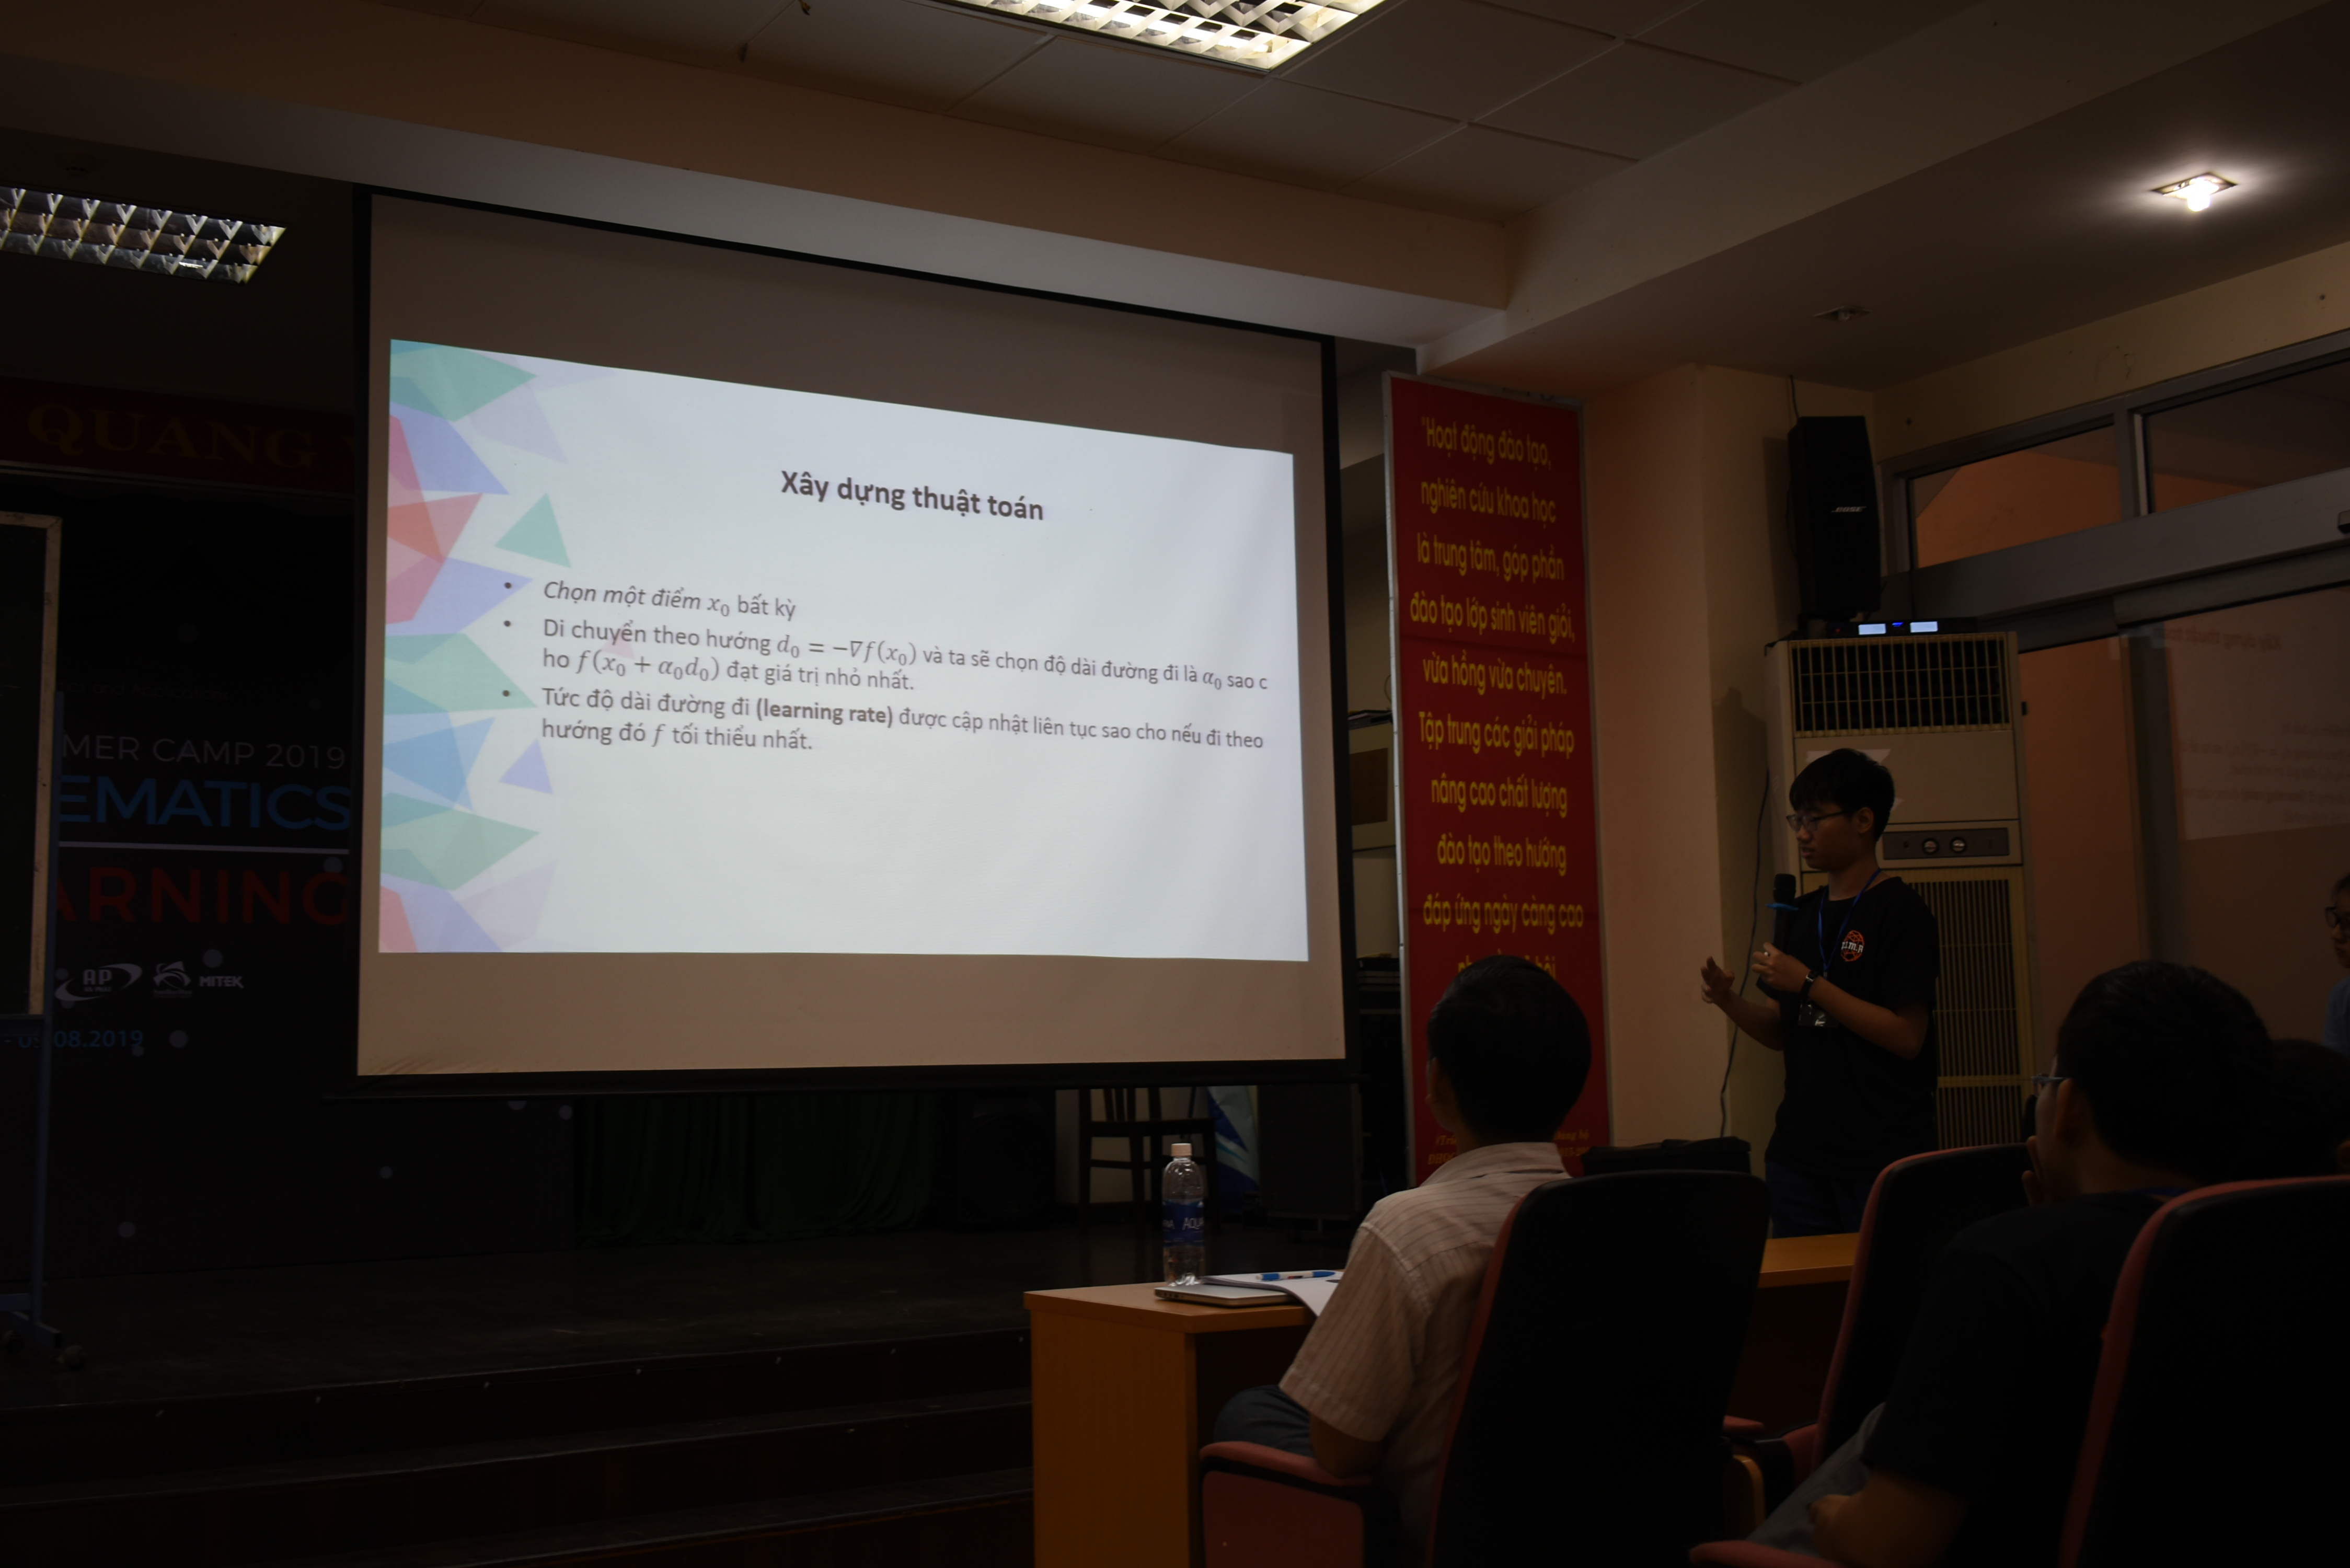 QUANG
MER CAMP 2019
EMATICS
ARNING
AP
MITEK
08.2019
Xây dựng thuật toán
• Chọn một điểm x₀ bất kỳ
• Di chuyển theo hướng d₀ = −∇f(x₀) và ta sẽ chọn độ dài đường đi là α₀ sao c
ho f(x₀ + α₀d₀) đạt giá trị nhỏ nhất.
• Tức độ dài đường đi (learning rate) được cập nhật liên tục sao cho nếu đi theo
hướng đó f tối thiểu nhất.
"Hoạt động đào tạo,
nghiên cứu khoa học
là trung tâm, góp phần
đào tạo lớp sinh viên giỏi,
vừa hồng vừa chuyên.
Tập trung các giải pháp
nâng cao chất lượng
đào tạo theo hướng
đáp ứng ngày càng cao
BOSE